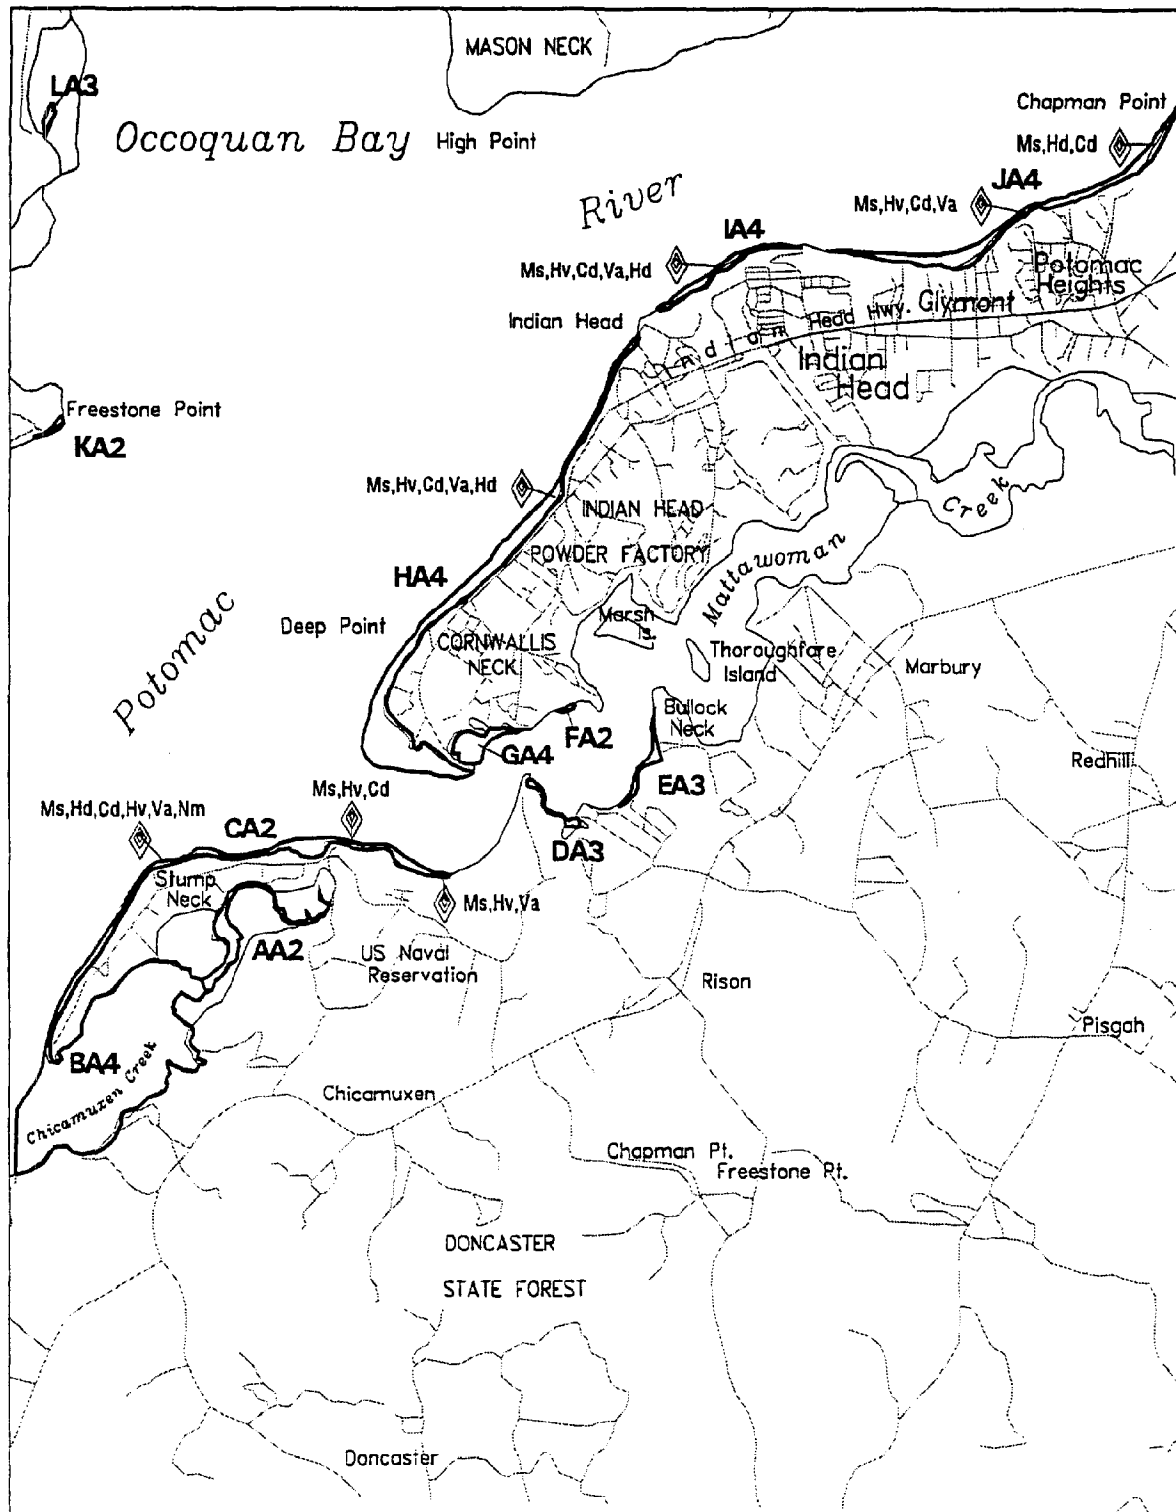 MASON NECK
LA3
Chapman Point
Occoquan Bay
High Point
Ms,Hd,Cd
River
JA4
Ms,Hv,Cd,Va
IA4
Ms,Hv,Cd,Va,Hd
Potomac
Heights
Indian Head
Indian Head Hwy.
Glymont
Indian
Head
Freestone Point
KA2
Ms,Hv,Cd,Va,Hd
INDIAN HEAD
POWDER FACTORY
Creek
Mattawoman
HA4
Marsh
Is
Deep Point
CORNWALLIS
NECK
Thoroughfare
Island
Marbury
Potomac
Bullock
Neck
FA2
GA4
EA3
Redhill
Ms,Hv,Cd
Ms,Hd,Cd,Hv,Va,Nm
CA2
DA3
Stump
Neck
Ms,Hv,Va
AA2
US Naval
Reservation
Rison
Pisgah
BA4
Chicamuxen Creek
Chicamuxen
Chapman Pt.
Freestone Pt.
DONCASTER
STATE FOREST
Doncaster